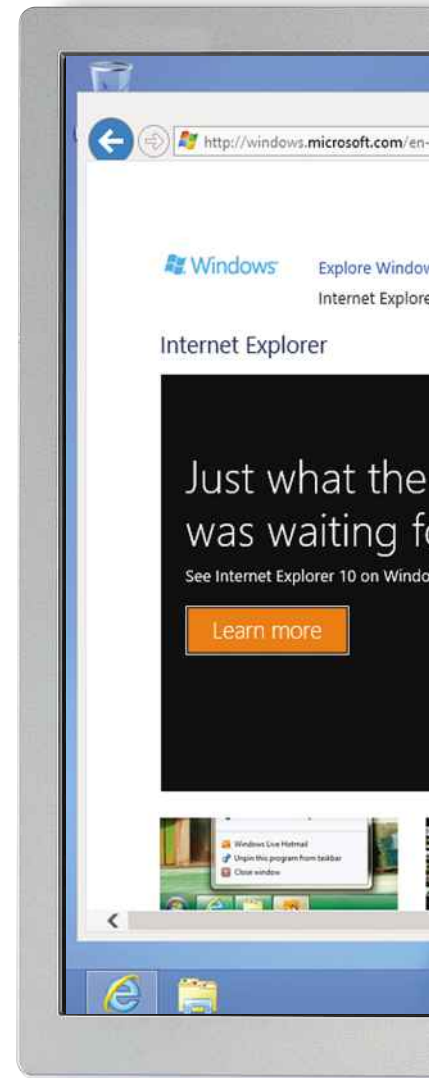 http://windows.microsoft.com/en-
Windows
Explore Window
Internet Explore
Internet Explorer
Just what the
was waiting fo
See Internet Explorer 10 on Windo
Learn more
Windows Live Hotmail
Unpin this program from taskbar
Close window